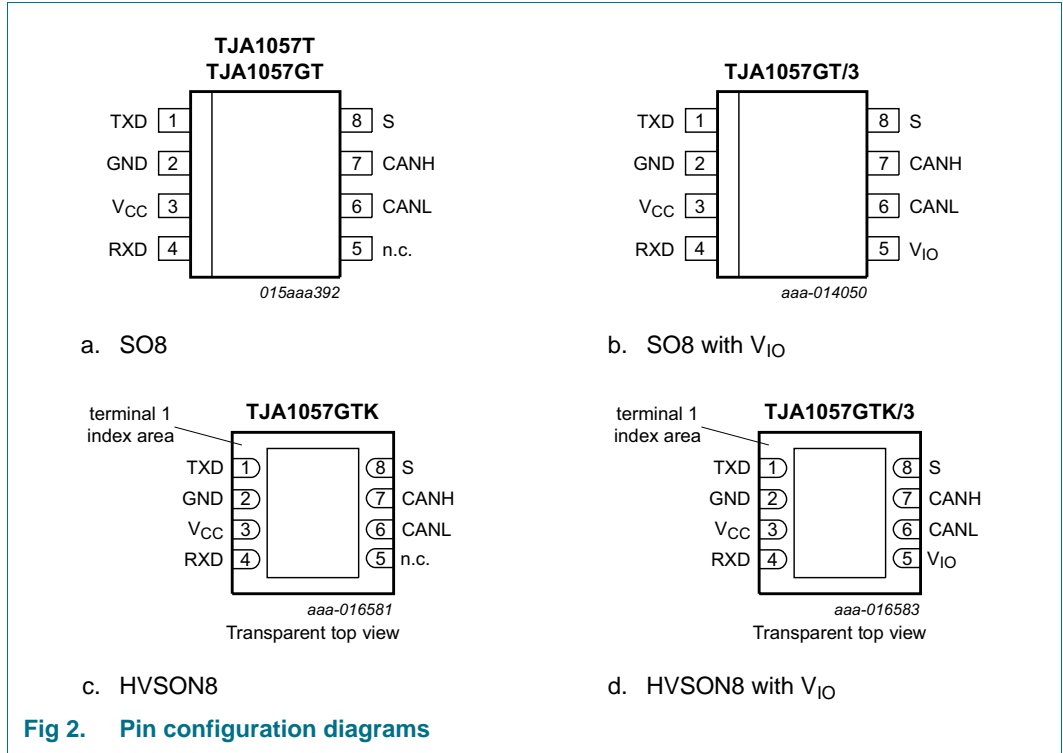 TJA1057T
TJA1057GT
TXD 1
GND 2
VCC 3
RXD 4
8 S
7 CANH
6 CANL
5 n.c.
015aaa392
a. SO8
TJA1057GT/3
TXD 1
GND 2
VCC 3
RXD 4
8 S
7 CANH
6 CANL
5 VIO
aaa-014050
b. SO8 with VIO
terminal 1
index area
TJA1057GTK
TXD 1
GND 2
VCC 3
RXD 4
8 S
7 CANH
6 CANL
5 n.c.
aaa-016581
Transparent top view
c. HVSON8
terminal 1
index area
TJA1057GTK/3
TXD 1
GND 2
VCC 3
RXD 4
8 S
7 CANH
6 CANL
5 VIO
aaa-016583
Transparent top view
d. HVSON8 with VIO
Fig 2. Pin configuration diagrams